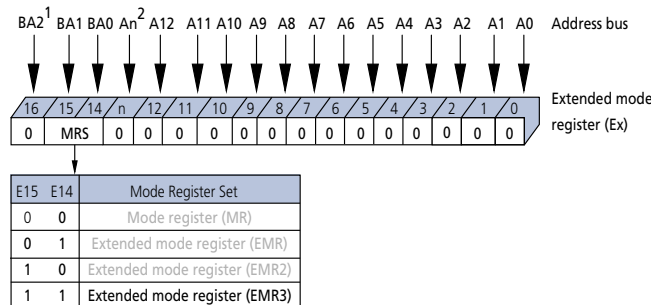 BA2¹ BA1 BA0 An² A12 A11 A10 A9 A8 A7 A6 A5 A4 A3 A2 A1 A0 Address bus
16 15 14 n 12 11 10 9 8 7 6 5 4 3 2 1 0 Extended mode
register (Ex)
0 MRS 0 0 0 0 0 0 0 0 0 0 0 0 0 0
E15 E14 Mode Register Set
0 0 Mode register (MR)
0 1 Extended mode register (EMR)
1 0 Extended mode register (EMR2)
1 1 Extended mode register (EMR3)